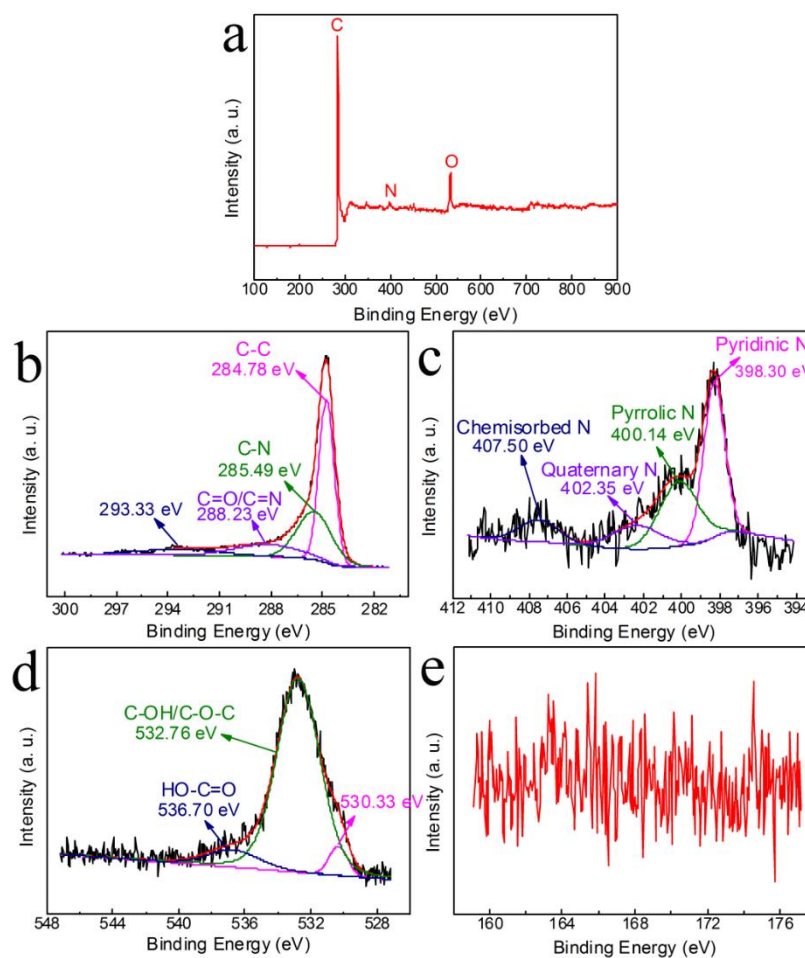 a
C
N
O
Intensity (a. u.)
100 200 300 400 500 600 700 800 900
Binding Energy (eV)
b
C-C
284.78 eV
C-N
285.49 eV
C=O/C=N
288.23 eV
293.33 eV
Intensity (a. u.)
300 297 294 291 288 285 282
Binding Energy (eV)
c
Pyridinic N
398.30 eV
Pyrrolic N
400.14 eV
Chemisorbed N
407.50 eV
Quaternary N
402.35 eV
Intensity (a. u.)
412 410 408 406 404 402 400 398 396 394
Binding Energy (eV)
d
C-OH/C-O-C
532.76 eV
HO-C=O
536.70 eV
530.33 eV
Intensity (a. u.)
548 544 540 536 532 528
Binding Energy (eV)
e
Intensity (a. u.)
160 164 168 172 176
Binding Energy (eV)